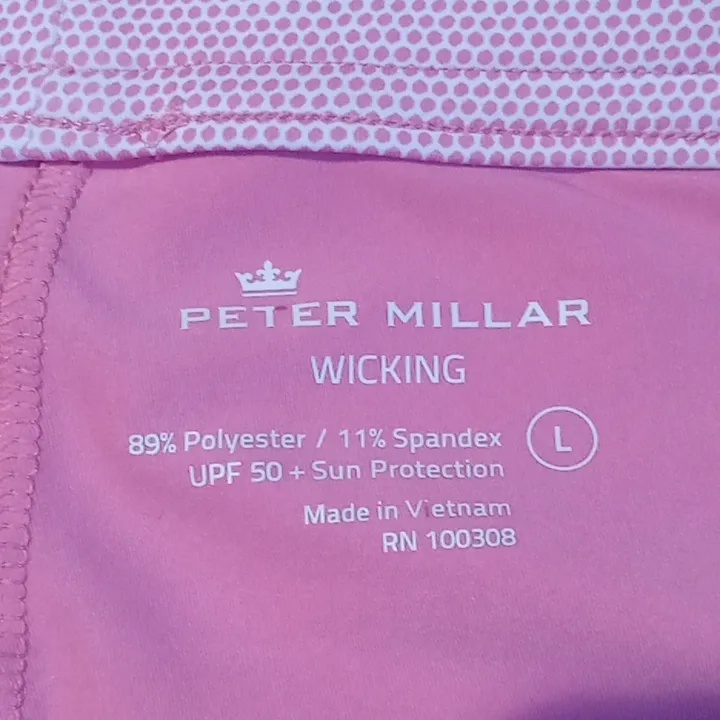 PETER MILLAR
WICKING
89% Polyester / 11% Spandex
L
UPF 50 + Sun Protection
Made in Vietnam
RN 100308